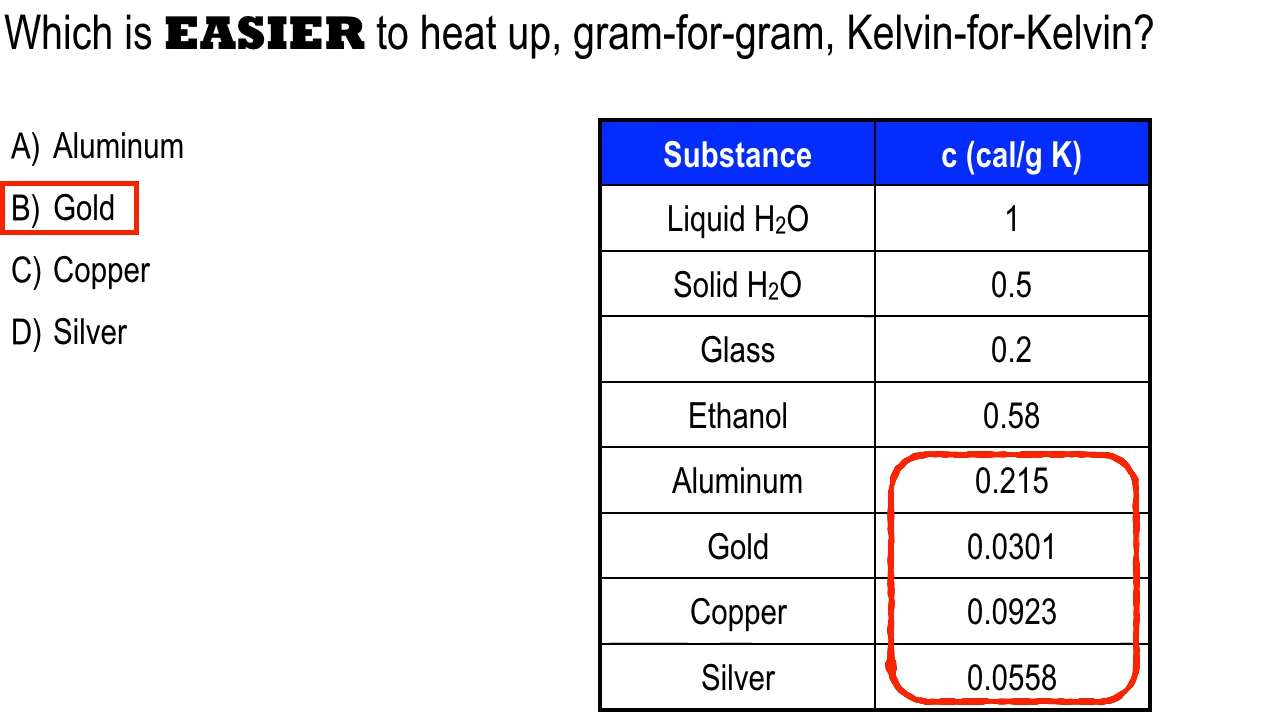 Which is EASIER to heat up, gram-for-gram, Kelvin-for-Kelvin?
A) Aluminum
B) Gold
C) Copper
D) Silver
Substance c (cal/g K)
Liquid H₂O 1
Solid H₂O 0.5
Glass 0.2
Ethanol 0.58
Aluminum 0.215
Gold 0.0301
Copper 0.0923
Silver 0.0558